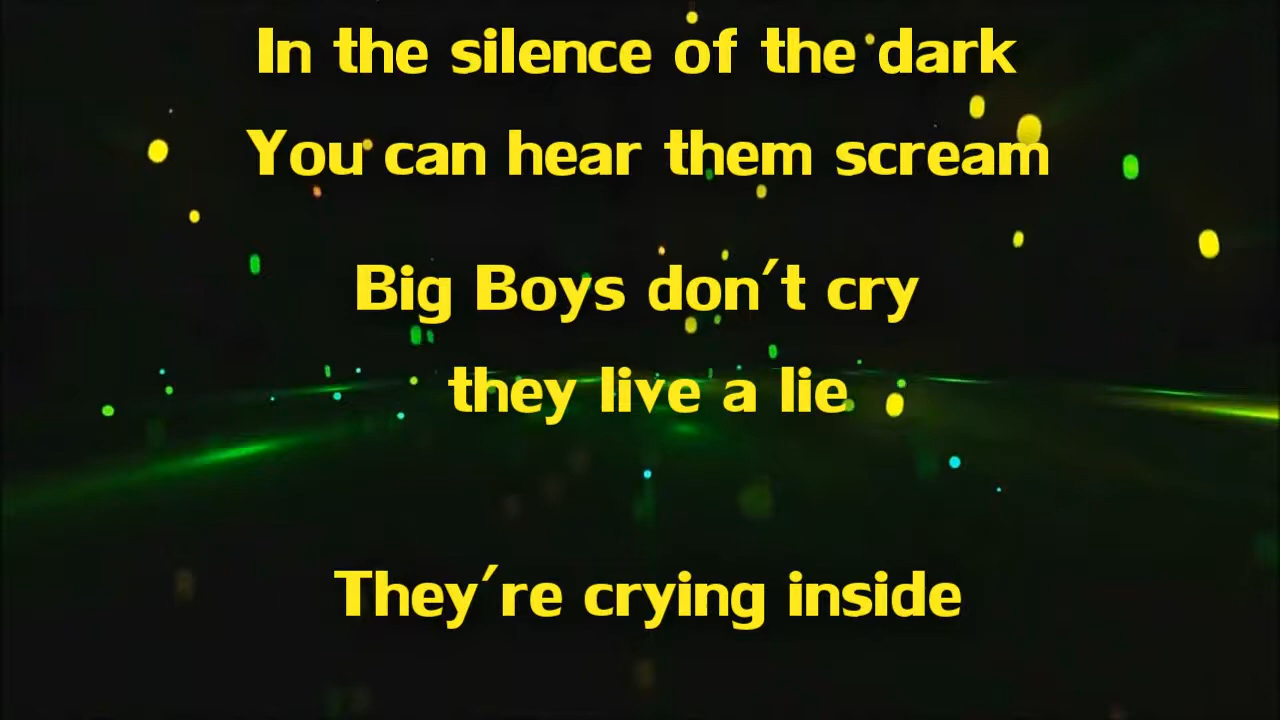 In the silence of the dark
You can hear them scream
Big Boys don't cry
they live a lie
They're crying inside